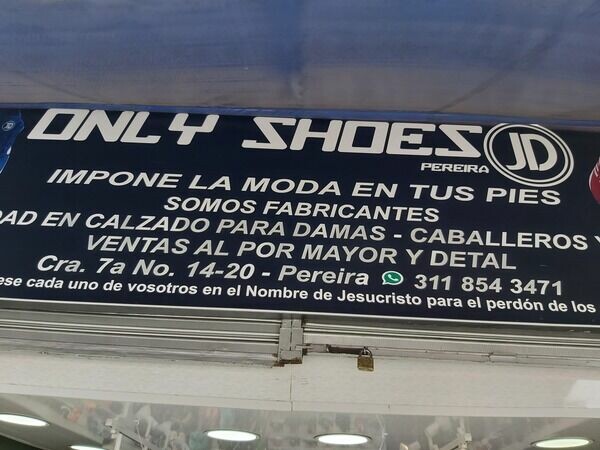 ONLY SHOES JD
PEREIRA
IMPONE LA MODA EN TUS PIES
SOMOS FABRICANTES
DAD EN CALZADO PARA DAMAS - CABALLEROS Y
VENTAS AL POR MAYOR Y DETAL
Cra. 7a No. 14-20 - Pereira 311 854 3471
ese cada uno de vosotros en el Nombre de Jesucristo para el perdón de los